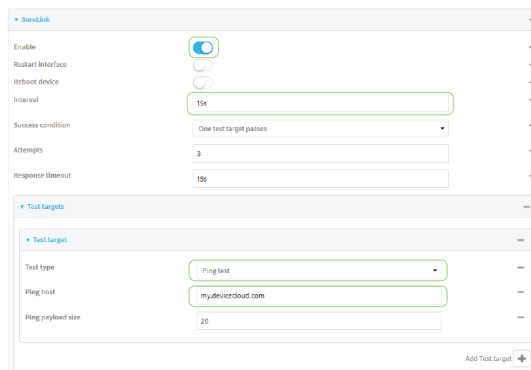 SureLink
Enable
Restart interface
Reboot device
Interval 15s
Success condition One test target passes
Attempts 3
Response timeout 15s
Test targets
Test target
Test type Ping test
Ping host my.devicecloud.com
Ping payload size 20
Add Test target